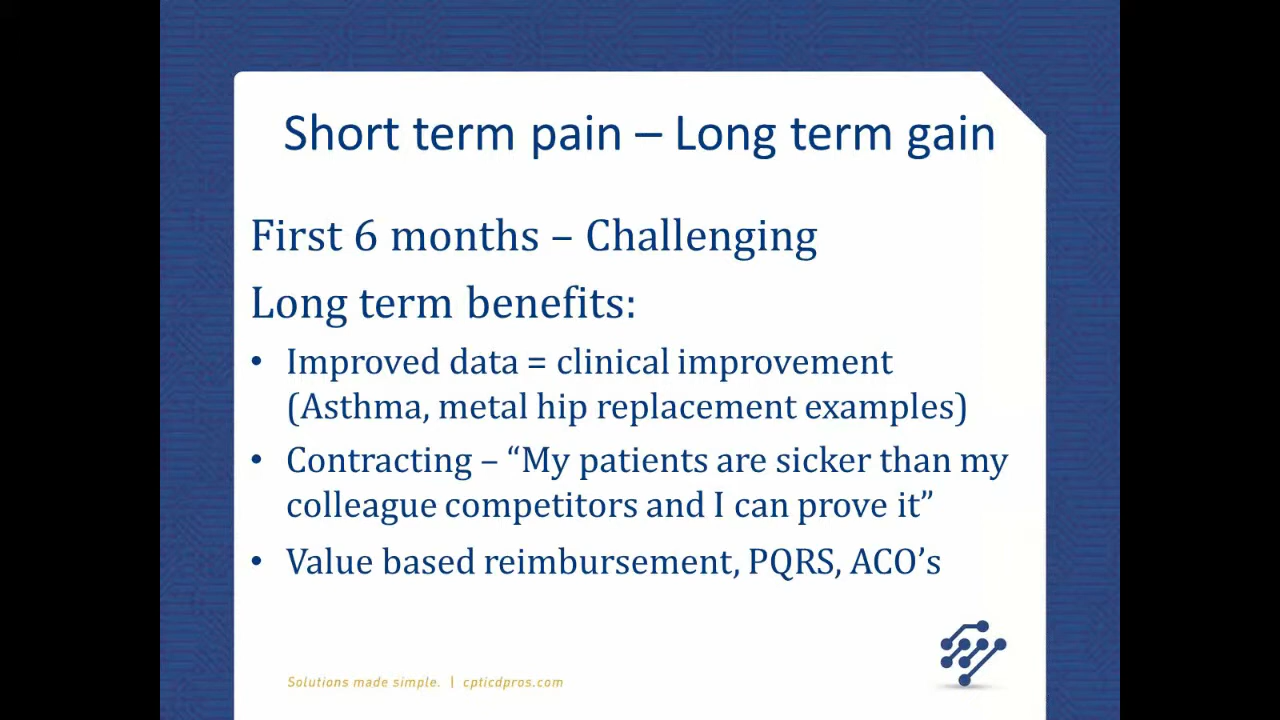 Short term pain – Long term gain
First 6 months – Challenging
Long term benefits:
• Improved data = clinical improvement
(Asthma, metal hip replacement examples)
• Contracting – “My patients are sicker than my
colleague competitors and I can prove it”
• Value based reimbursement, PQRS, ACO’s
Solutions made simple. | cpticdpros.com